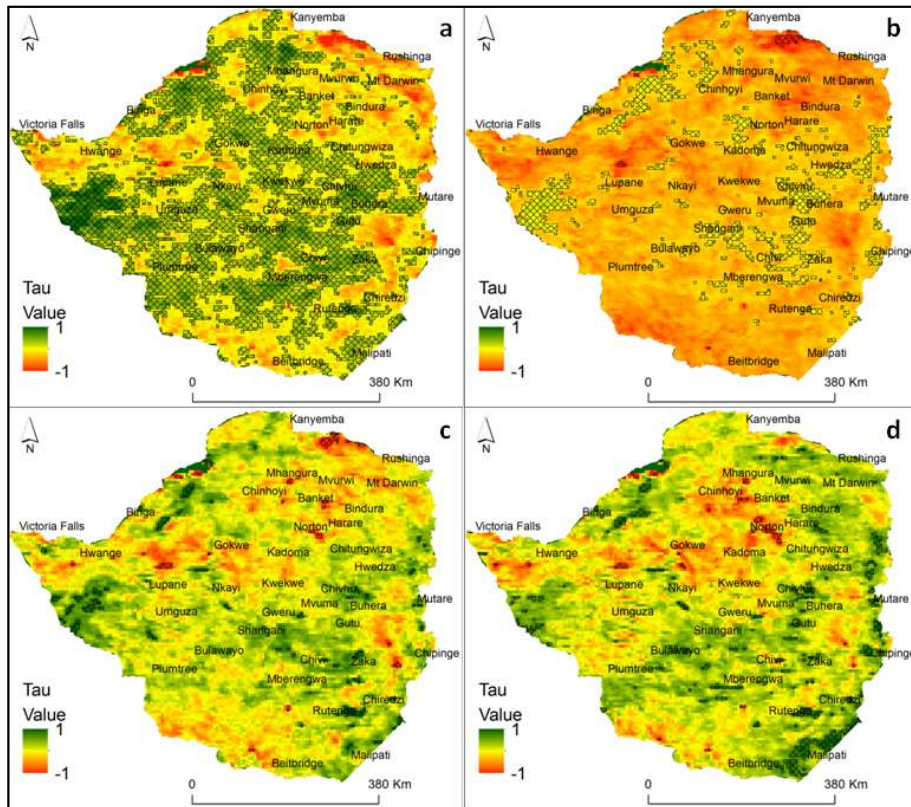 a
Kanyemba
N
Rushinga
Mhangura
Mvurwi
Mt Darwin
Chinhoyi
Banket
Binga
Bindura
Norton
Harare
Victoria Falls
Hwange
Gokwe
Kadoma
Chitungwiza
Hwedza
Lupane
Nkayi
Kwekwe
Chivhu
Mutare
Umguza
Gweru
Mvuma
Buhera
Shangani
Gutu
Bulawayo
Chipinge
Plumtree
Chivi
Zaka
Mberengwa
Tau
Value
1
-1
Chiredzi
Rutenga
Malipati
Beitbridge
0
380 Km
b
Kanyemba
N
Rushinga
Mhangura
Mvurwi
Mt Darwin
Chinhoyi
Banket
Binga
Bindura
Norton
Harare
Victoria Falls
Hwange
Gokwe
Kadoma
Chitungwiza
Hwedza
Lupane
Nkayi
Kwekwe
Chivhu
Mutare
Umguza
Gweru
Mvuma
Buhera
Shangani
Gutu
Bulawayo
Chipinge
Plumtree
Chivi
Zaka
Mberengwa
Tau
Value
1
-1
Chiredzi
Rutenga
Malipati
Beitbridge
0
380 Km
c
Kanyemba
N
Rushinga
Mhangura
Mvurwi
Mt Darwin
Chinhoyi
Banket
Binga
Bindura
Norton
Harare
Victoria Falls
Hwange
Gokwe
Kadoma
Chitungwiza
Hwedza
Lupane
Nkayi
Kwekwe
Chivhu
Mutare
Umguza
Gweru
Mvuma
Buhera
Shangani
Gutu
Bulawayo
Chipinge
Plumtree
Chivi
Zaka
Mberengwa
Tau
Value
1
-1
Chiredzi
Rutenga
Malipati
Beitbridge
0
380 Km
d
Kanyemba
N
Rushinga
Mhangura
Mvurwi
Mt Darwin
Chinhoyi
Banket
Binga
Bindura
Norton
Harare
Victoria Falls
Hwange
Gokwe
Kadoma
Chitungwiza
Hwedza
Lupane
Nkayi
Kwekwe
Chivhu
Mutare
Umguza
Gweru
Mvuma
Buhera
Shangani
Gutu
Bulawayo
Chipinge
Plumtree
Chivi
Zaka
Mberengwa
Tau
Value
1
-1
Chiredzi
Rutenga
Malipati
Beitbridge
0
380 Km